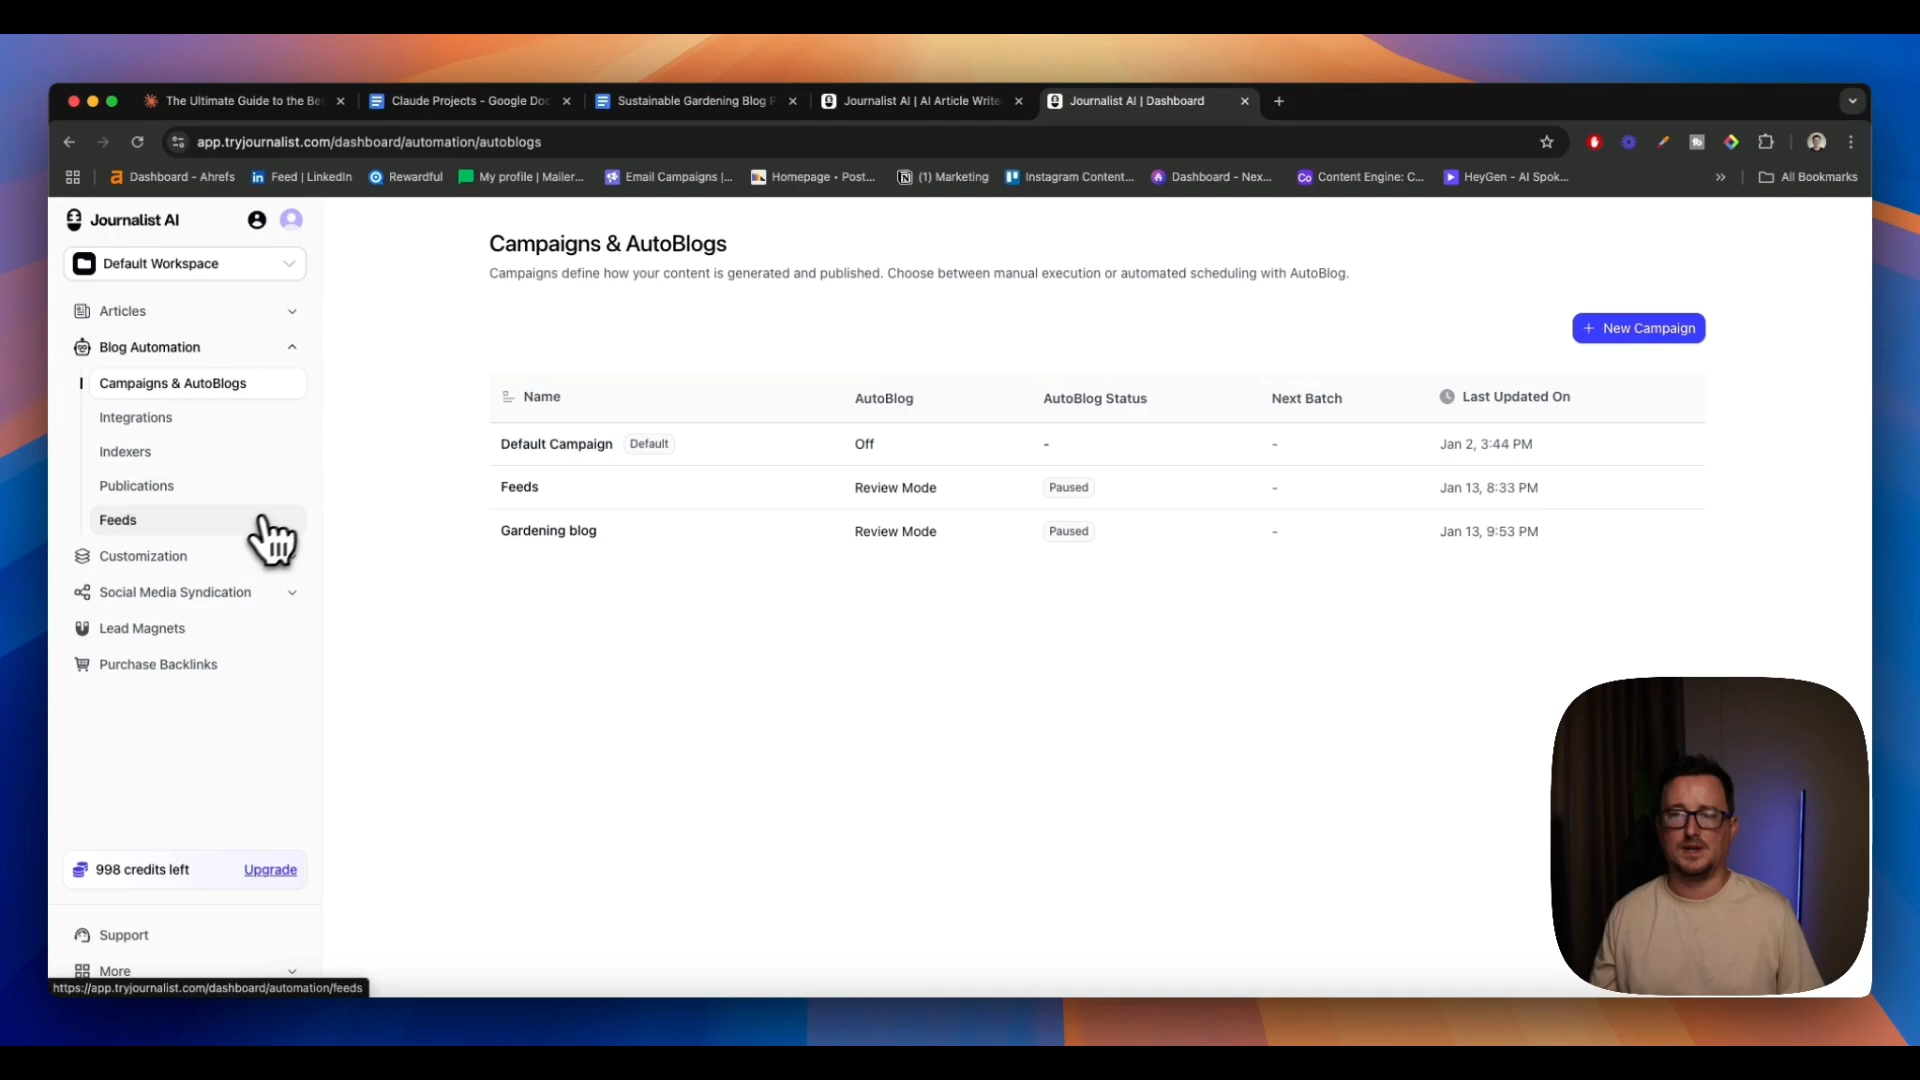 The Ultimate Guide to the Be
Claude Projects - Google Doc
Sustainable Gardening Blog P
Journalist AI | AI Article Write
Journalist AI | Dashboard
app.tryjournalist.com/dashboard/automation/autoblogs
Dashboard - Ahrefs
Feed | LinkedIn
Rewardful
My profile | Mailer...
Email Campaigns |...
Homepage • Post...
(1) Marketing
Instagram Content...
Dashboard - Nex...
Content Engine: C...
HeyGen - AI Spok...
»
All Bookmarks
Journalist AI
Default Workspace
Articles
Blog Automation
Campaigns & AutoBlogs
Integrations
Indexers
Publications
Feeds
Customization
Social Media Syndication
Lead Magnets
Purchase Backlinks
998 credits left Upgrade
Support
More
https://app.tryjournalist.com/dashboard/automation/feeds
Campaigns & AutoBlogs
Campaigns define how your content is generated and published. Choose between manual execution or automated scheduling with AutoBlog.
+ New Campaign
Name AutoBlog AutoBlog Status Next Batch Last Updated On
Default Campaign Default Off - - Jan 2, 3:44 PM
Feeds Review Mode Paused - Jan 13, 8:33 PM
Gardening blog Review Mode Paused - Jan 13, 9:53 PM